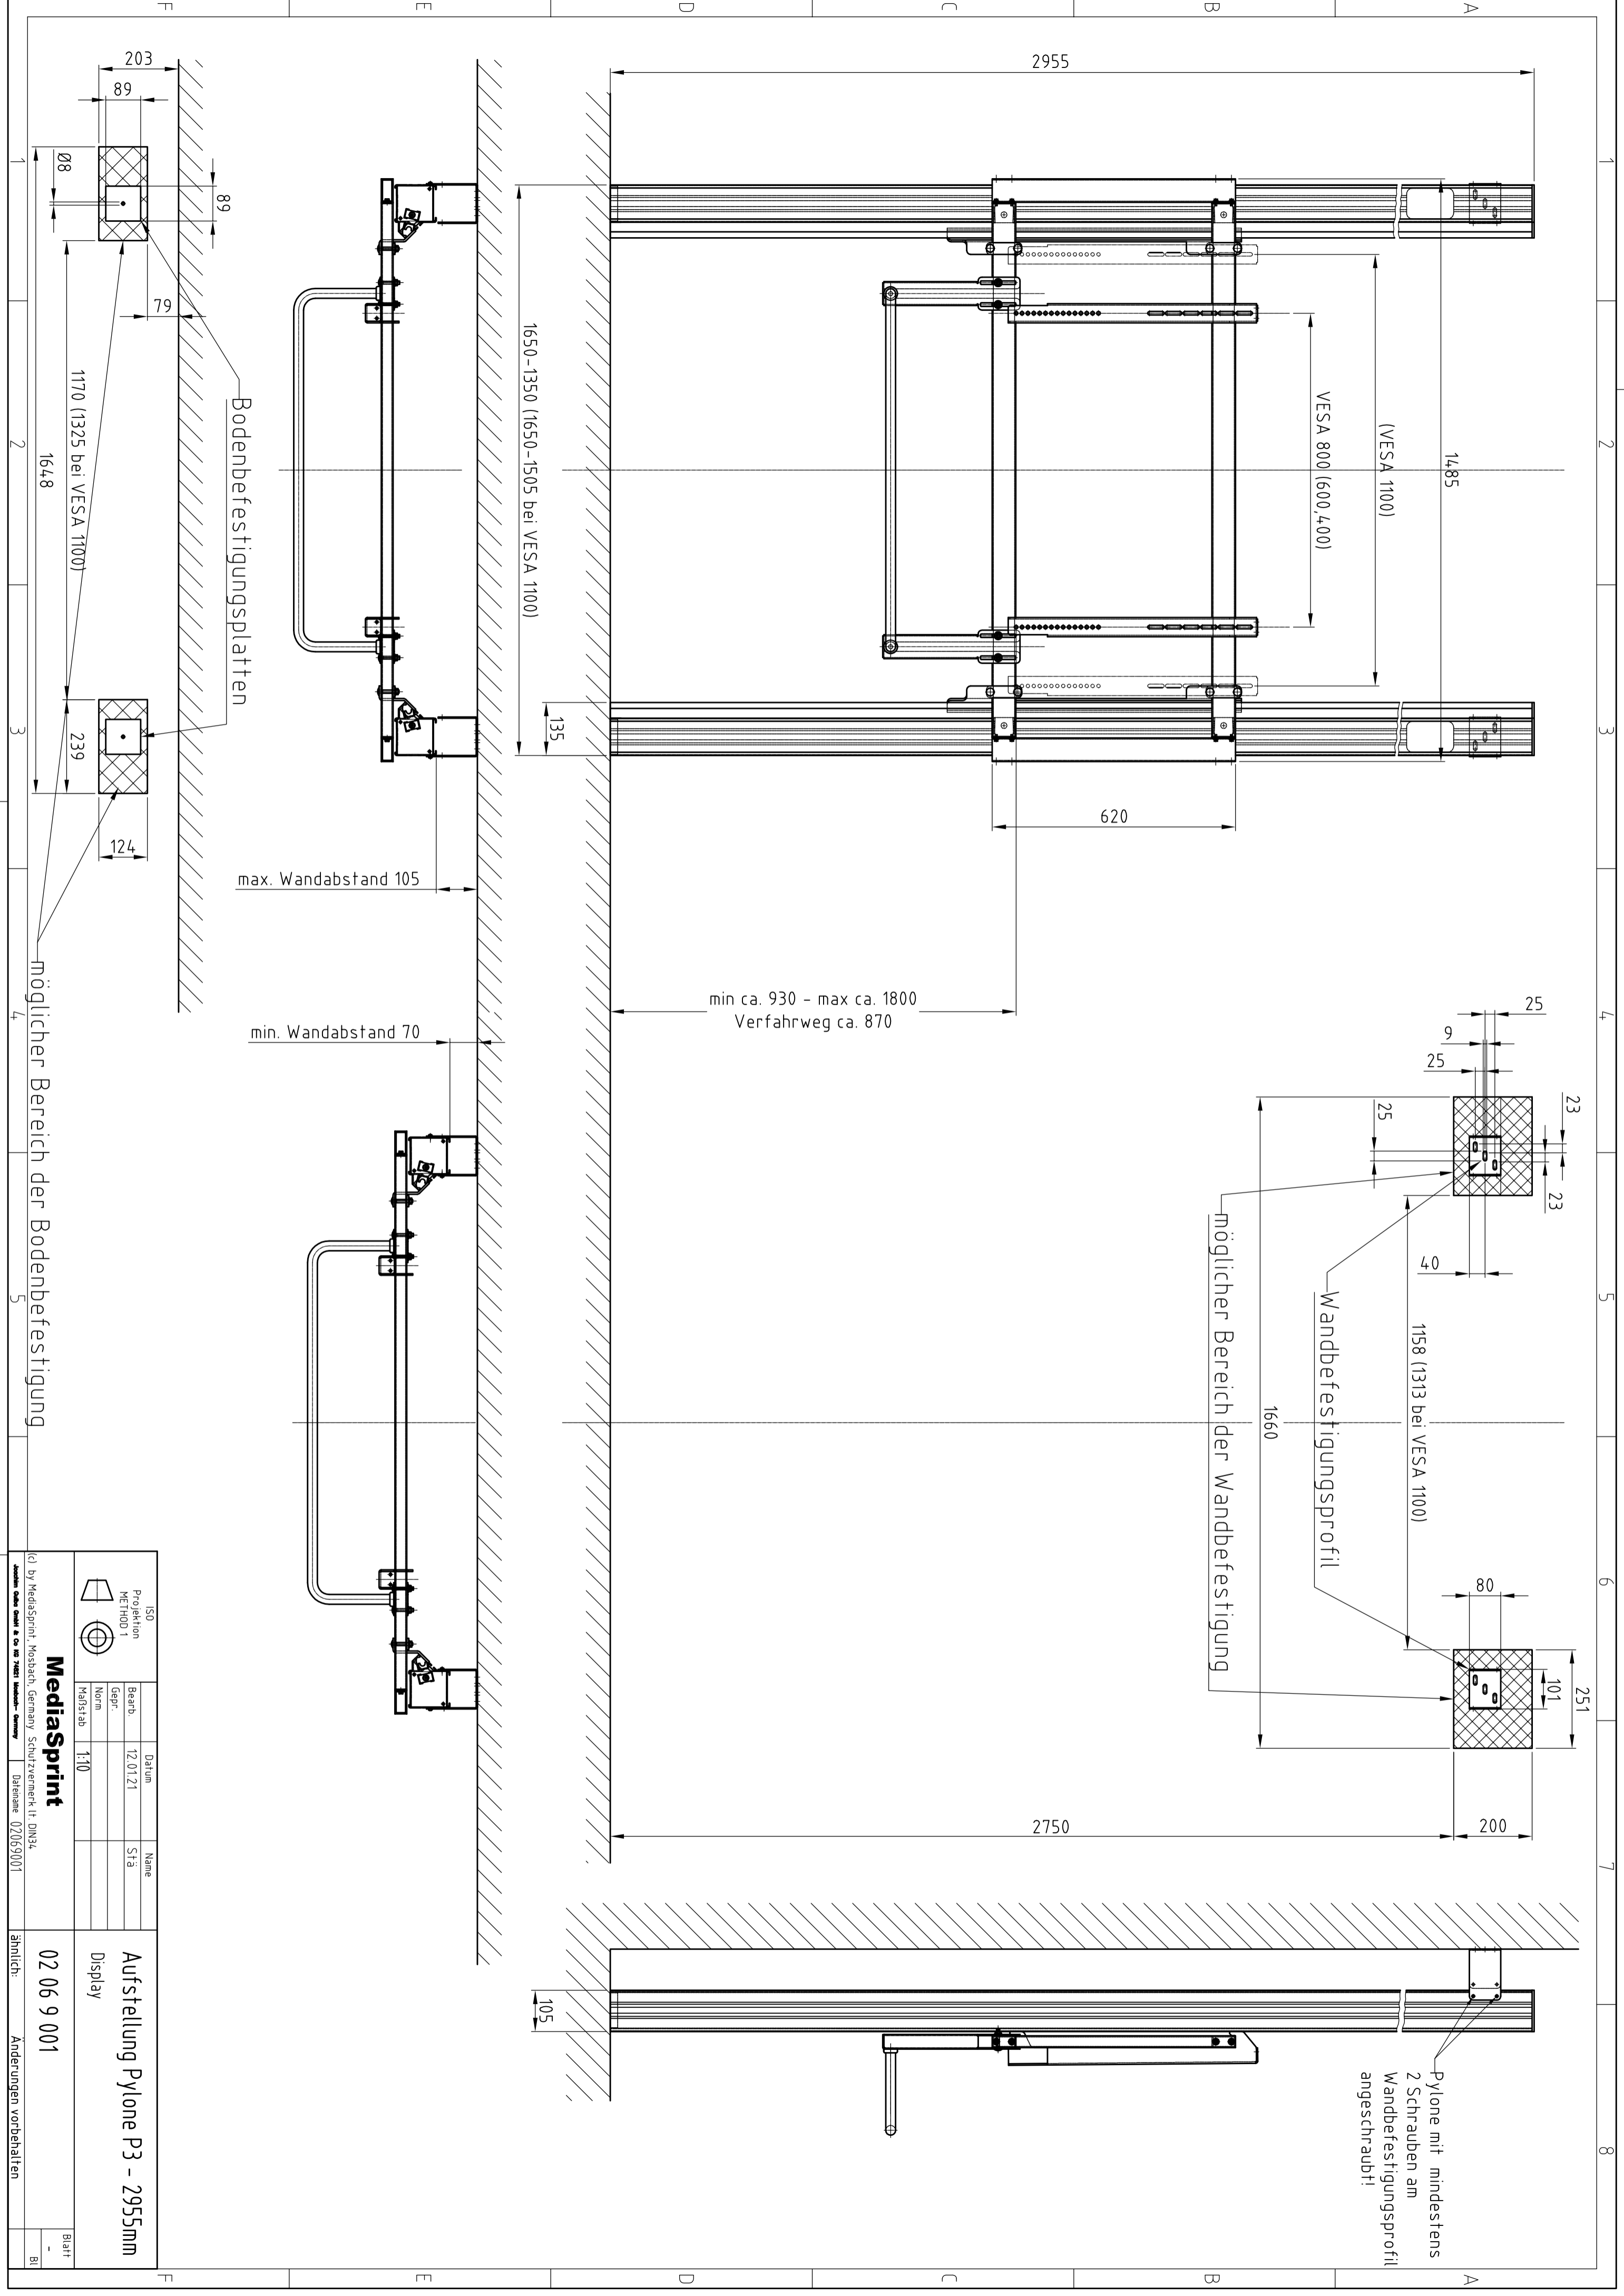 1
2
3
4
5
6
7
8
A
B
C
D
E
F
2955
1485
(VESA 1100)
VESA 800 (600,400)
620
135
1650-1350 (1650-1505 bei VESA 1100)
min ca. 930 - max ca. 1800
Verfahrweg ca. 870
25
9
25
25
23
23
40
1158 (1313 bei VESA 1100)
1660
Wandbefestigungsprofil
möglicher Bereich der Wandbefestigung
80
101
251
200
2750
105
Pylone mit mindestens
2 Schrauben am
Wandbefestigungsprofil
angeschraubt!
max. Wandabstand 105
min. Wandabstand 70
203
89
89
Ø8
79
1170 (1325 bei VESA 1100)
1648
239
124
Bodenbefestigungsplatten
möglicher Bereich der Bodenbefestigung
ISO
Projektion
METHOD 1
Datum
Name
Bearb.
12.01.21
Stä
Gepr.
Norm
Maßstab
1:10
MediaSprint
(c) by MediaSprint, Mosbach, Germany Schutzvermerk lt. DIN34
Dateiname 02069001
Aufstellung Pylone P3 - 2955mm
Display
02 06 9 001
Blatt
-
Bl
ähnlich:
Änderungen vorbehalten
1
2
3
4
5
A
B
C
D
E
F